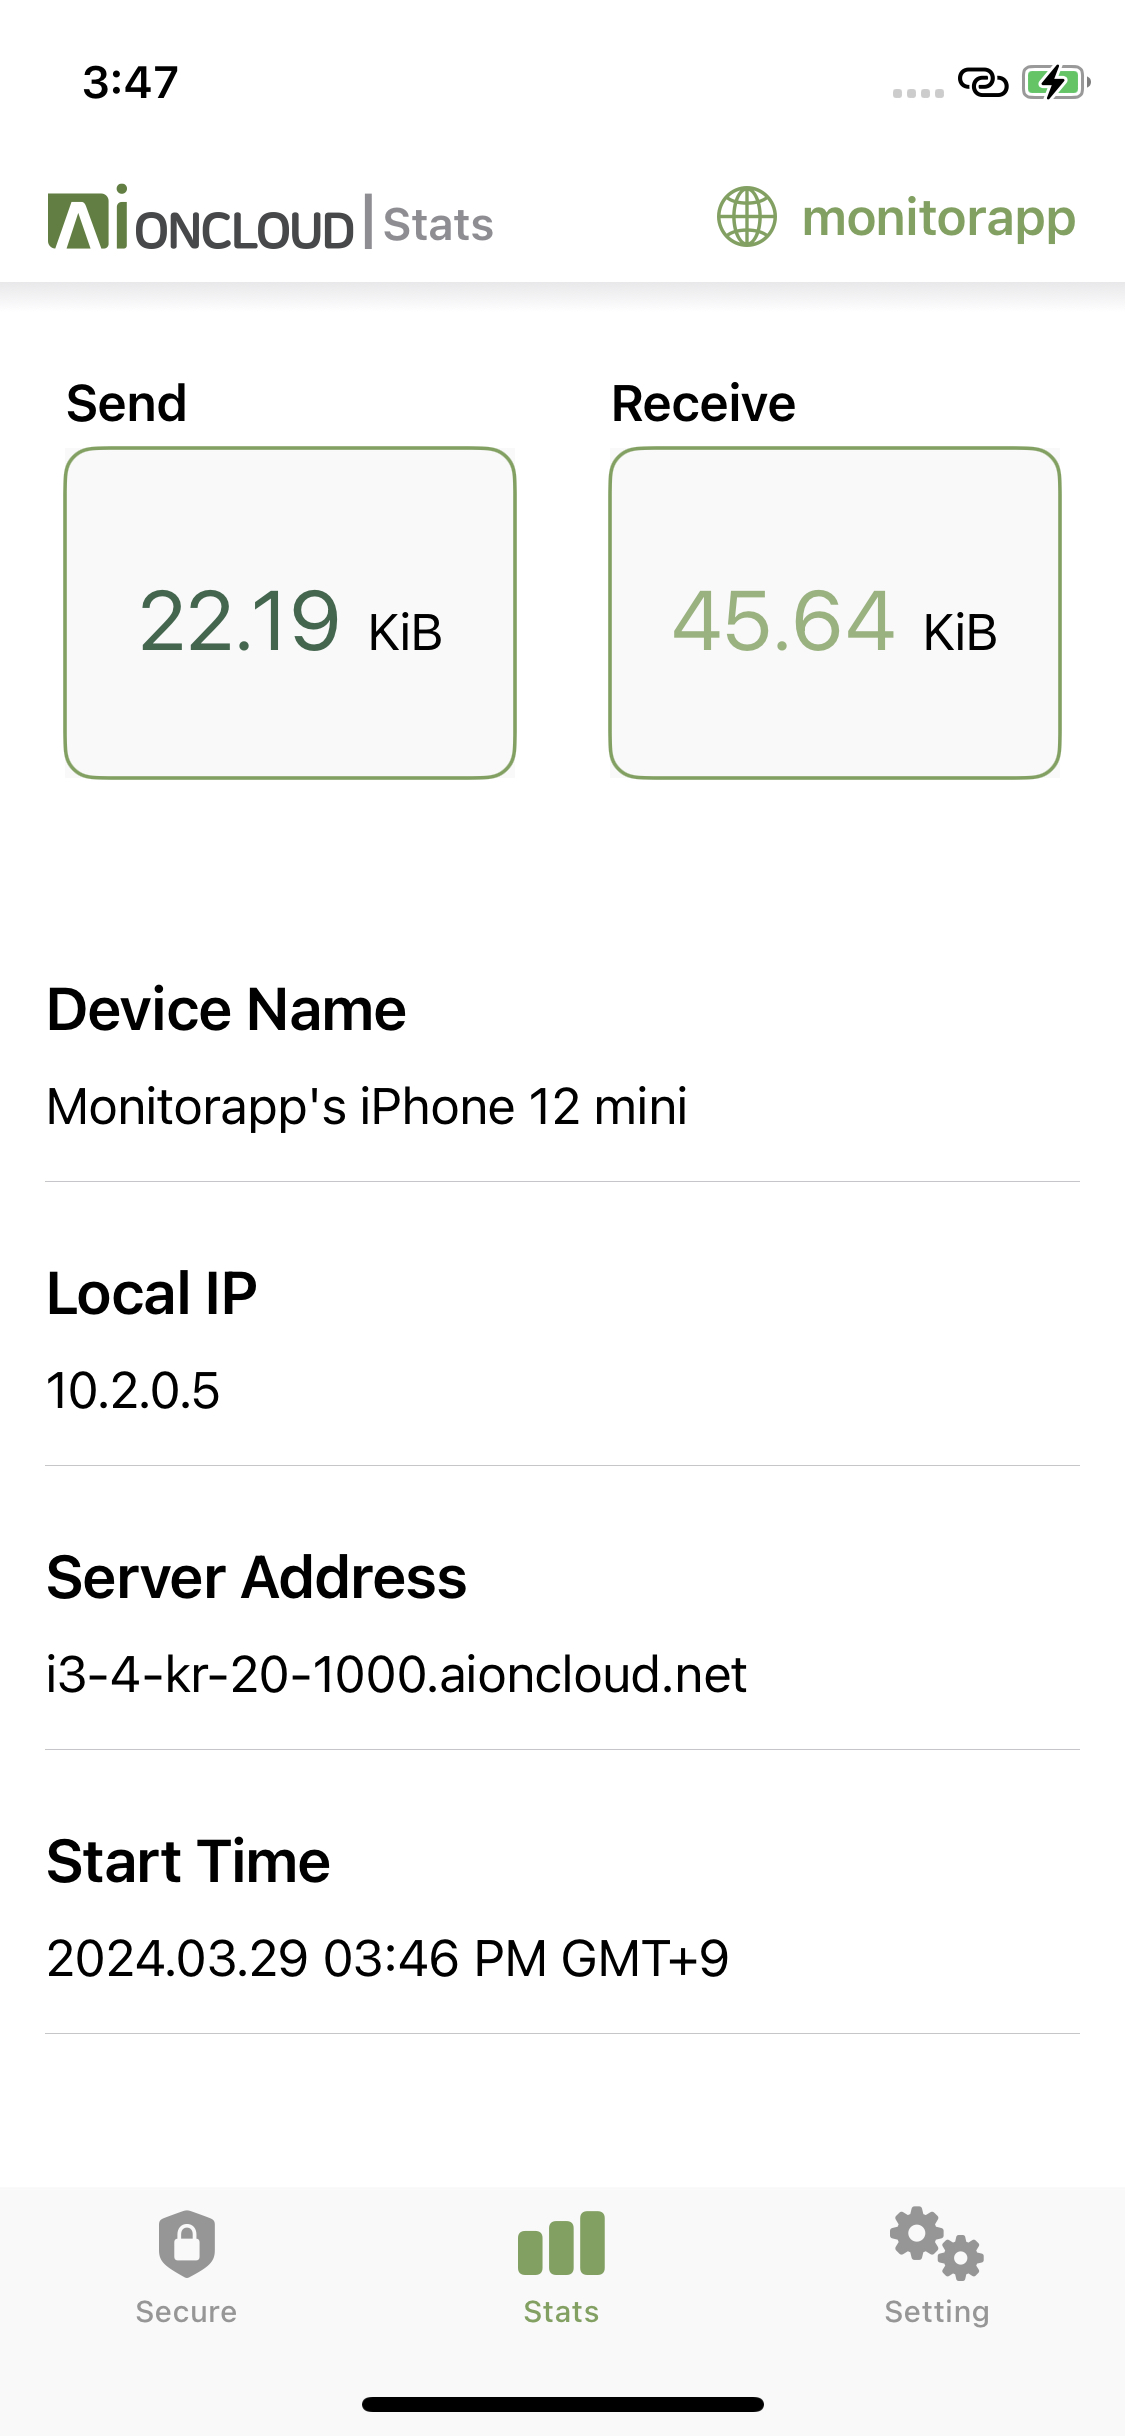 3:47
AiONCLOUD | Stats
monitorapp
Send
Receive
22.19 KiB
45.64 KiB
Device Name
Monitorapp's iPhone 12 mini
Local IP
10.2.0.5
Server Address
i3-4-kr-20-1000.aioncloud.net
Start Time
2024.03.29 03:46 PM GMT+9
Secure
Stats
Setting